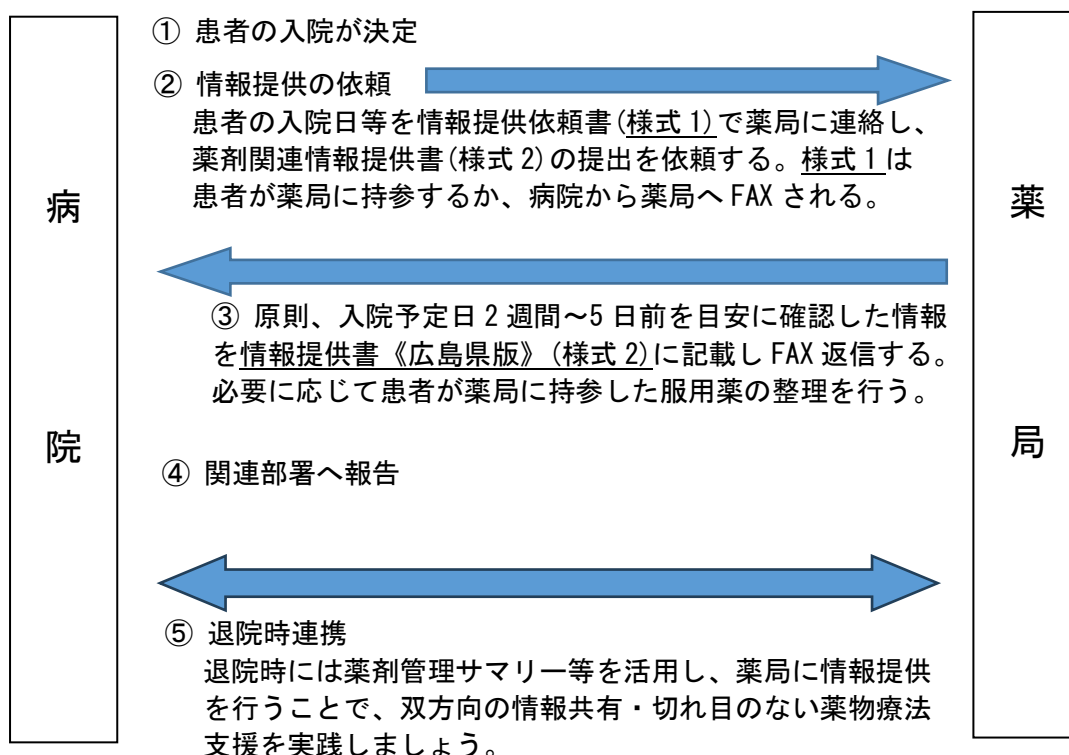 ① 患者の入院が決定
② 情報提供の依頼
患者の入院日等を情報提供依頼書(様式1)で薬局に連絡し、
薬剤関連情報提供書(様式2)の提出を依頼する。様式1は
患者が薬局に持参するか、病院から薬局へFAXされる。
病院
薬局
③ 原則、入院予定日2週間～5日前を目安に確認した情報
を情報提供書《広島県版》(様式2)に記載しFAX返信する。
必要に応じて患者が薬局に持参した服用薬の整理を行う。
④ 関連部署へ報告
⑤ 退院時連携
退院時には薬剤管理サマリー等を活用し、薬局に情報提供
を行うことで、双方向の情報共有・切れ目のない薬物療法
支援を実践しましょう。